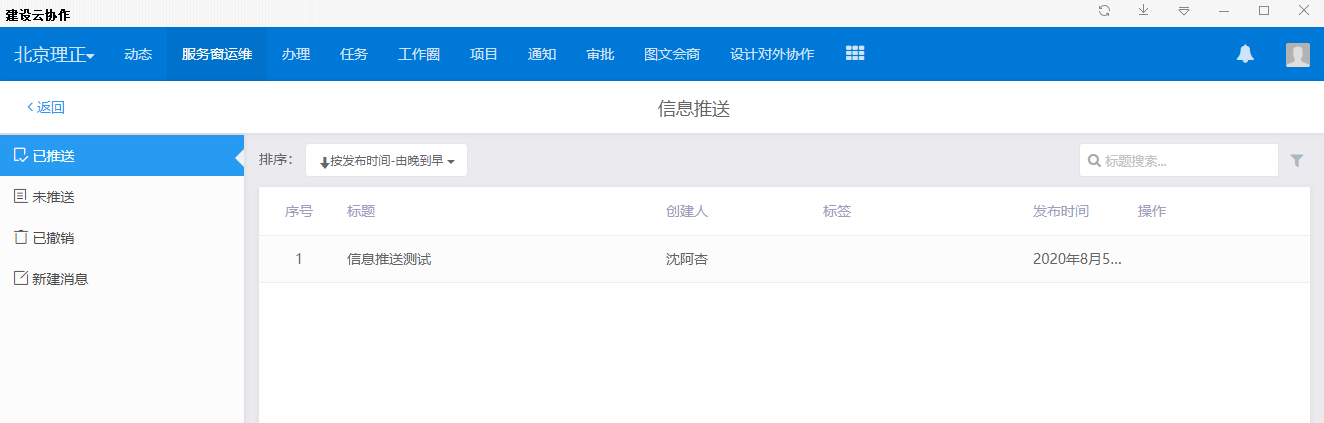 建设云协作
北京理正 动态 服务窗运维 办理 任务 工作圈 项目 通知 审批 图文会商 设计对外协作
返回 信息推送
已推送
未推送
已撤销
新建消息
排序： 按发布时间-由晚到早 标题搜索...
序号 标题 创建人 标签 发布时间 操作
1 信息推送测试 沈阿杏 2020年8月5...